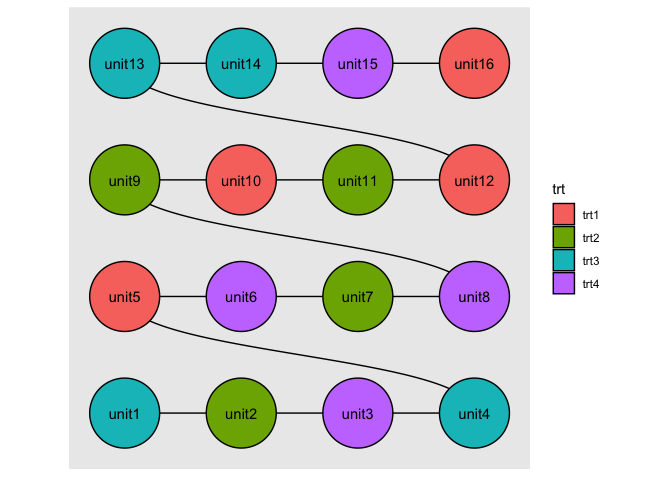 unit13 unit14 unit15 unit16
unit9 unit10 unit11 unit12
unit5 unit6 unit7 unit8
unit1 unit2 unit3 unit4
trt
trt1
trt2
trt3
trt4